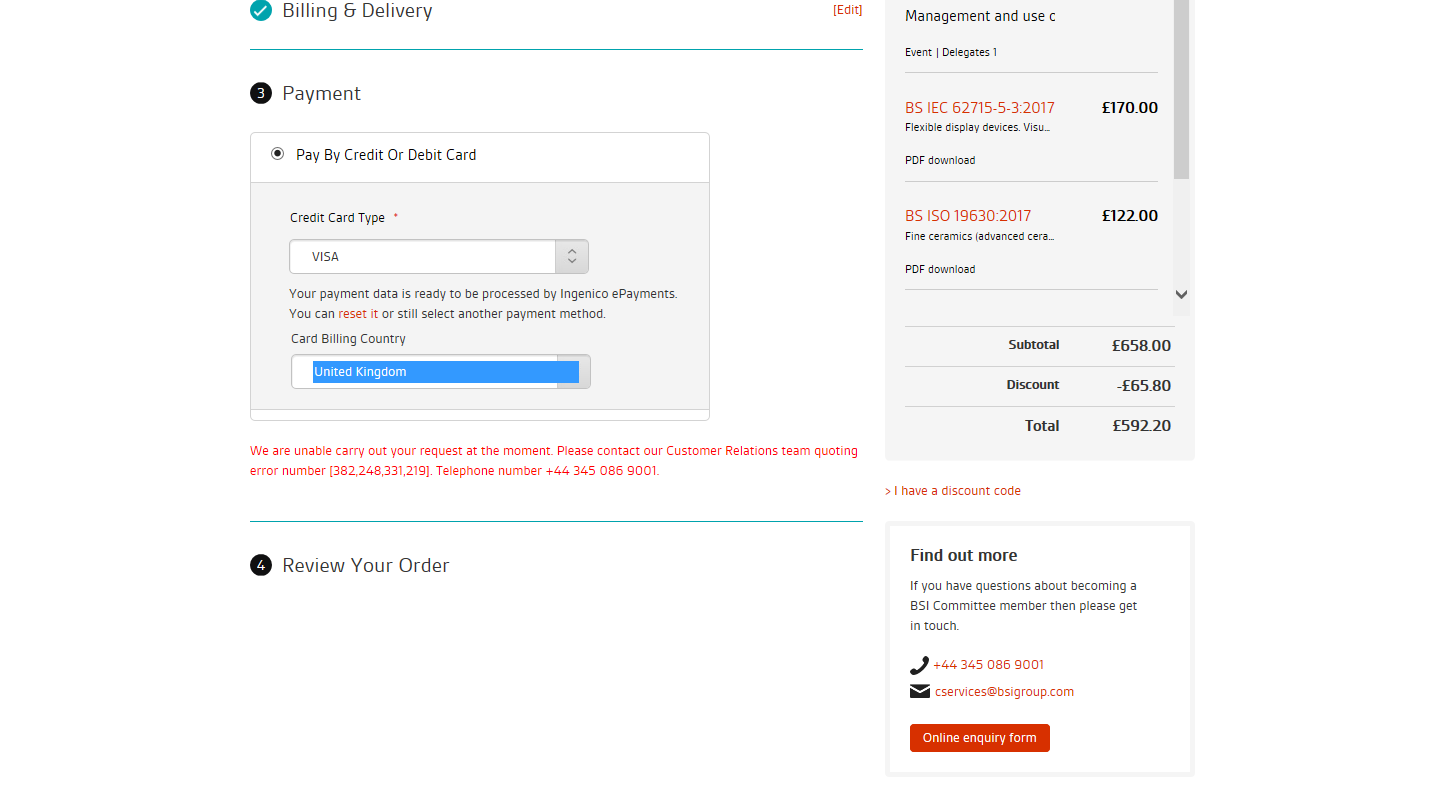 Billing & Delivery
[Edit]
3 Payment
Pay By Credit Or Debit Card
Credit Card Type *
VISA
Your payment data is ready to be processed by Ingenico ePayments.
You can reset it or still select another payment method.
Card Billing Country
United Kingdom
We are unable carry out your request at the moment. Please contact our Customer Relations team quoting
error number [382,248,331,219]. Telephone number +44 345 086 9001.
4 Review Your Order
Management and use c
Event | Delegates 1
BS IEC 62715-5-3:2017 £170.00
Flexible display devices. Visu...
PDF download
BS ISO 19630:2017 £122.00
Fine ceramics (advanced cera...
PDF download
Subtotal £658.00
Discount -£65.80
Total £592.20
> I have a discount code
Find out more
If you have questions about becoming a
BSI Committee member then please get
in touch.
+44 345 086 9001
cservices@bsigroup.com
Online enquiry form